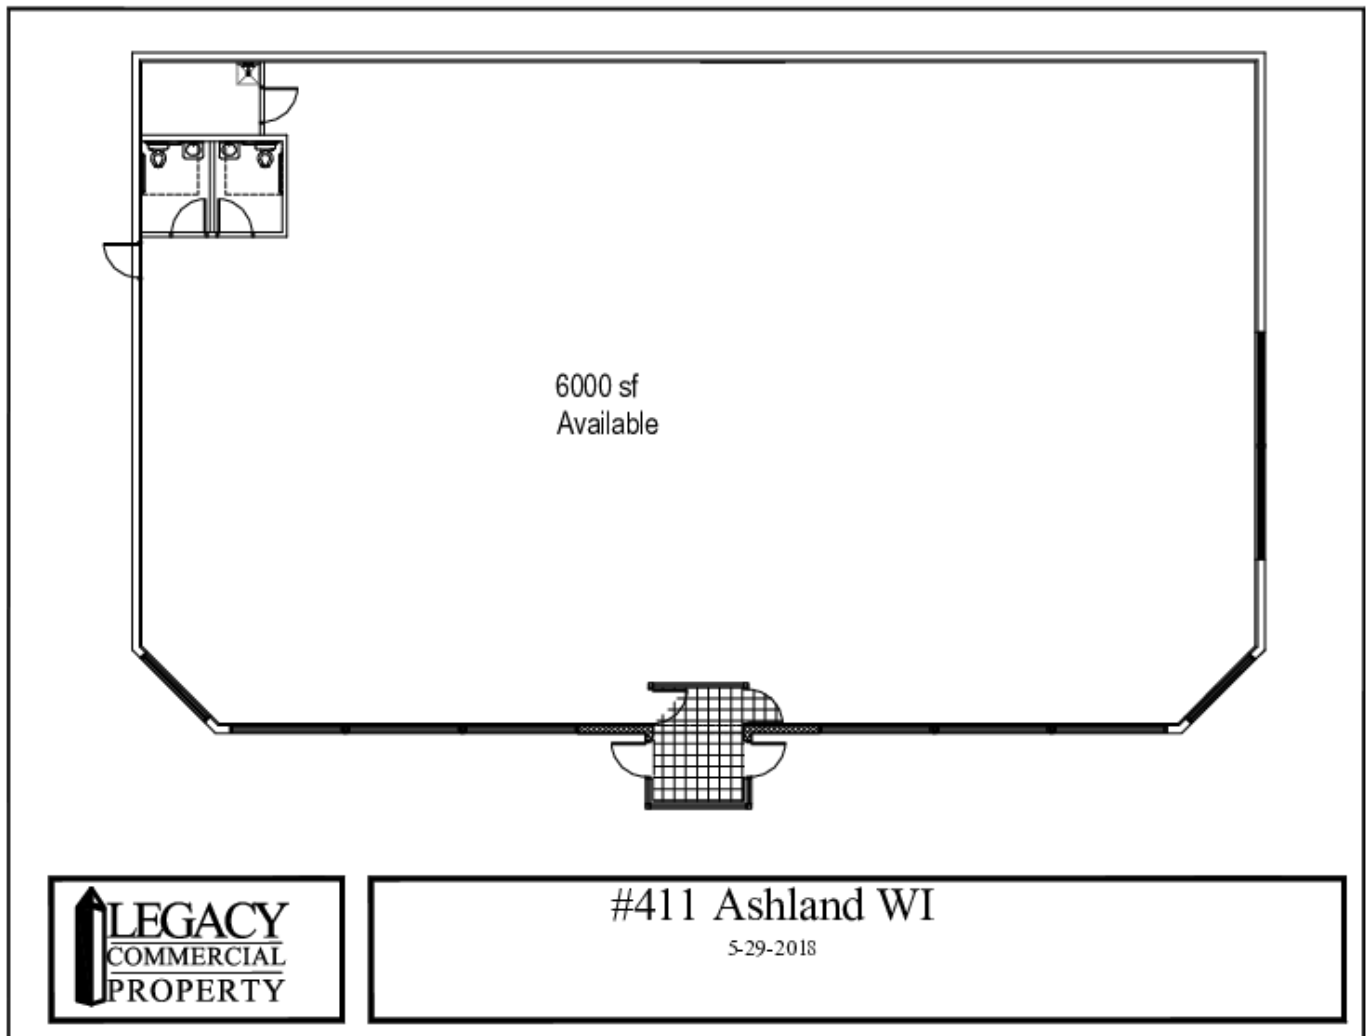 6000 sf
Available
LEGACY
COMMERCIAL
PROPERTY
#411 Ashland WI
5-29-2018